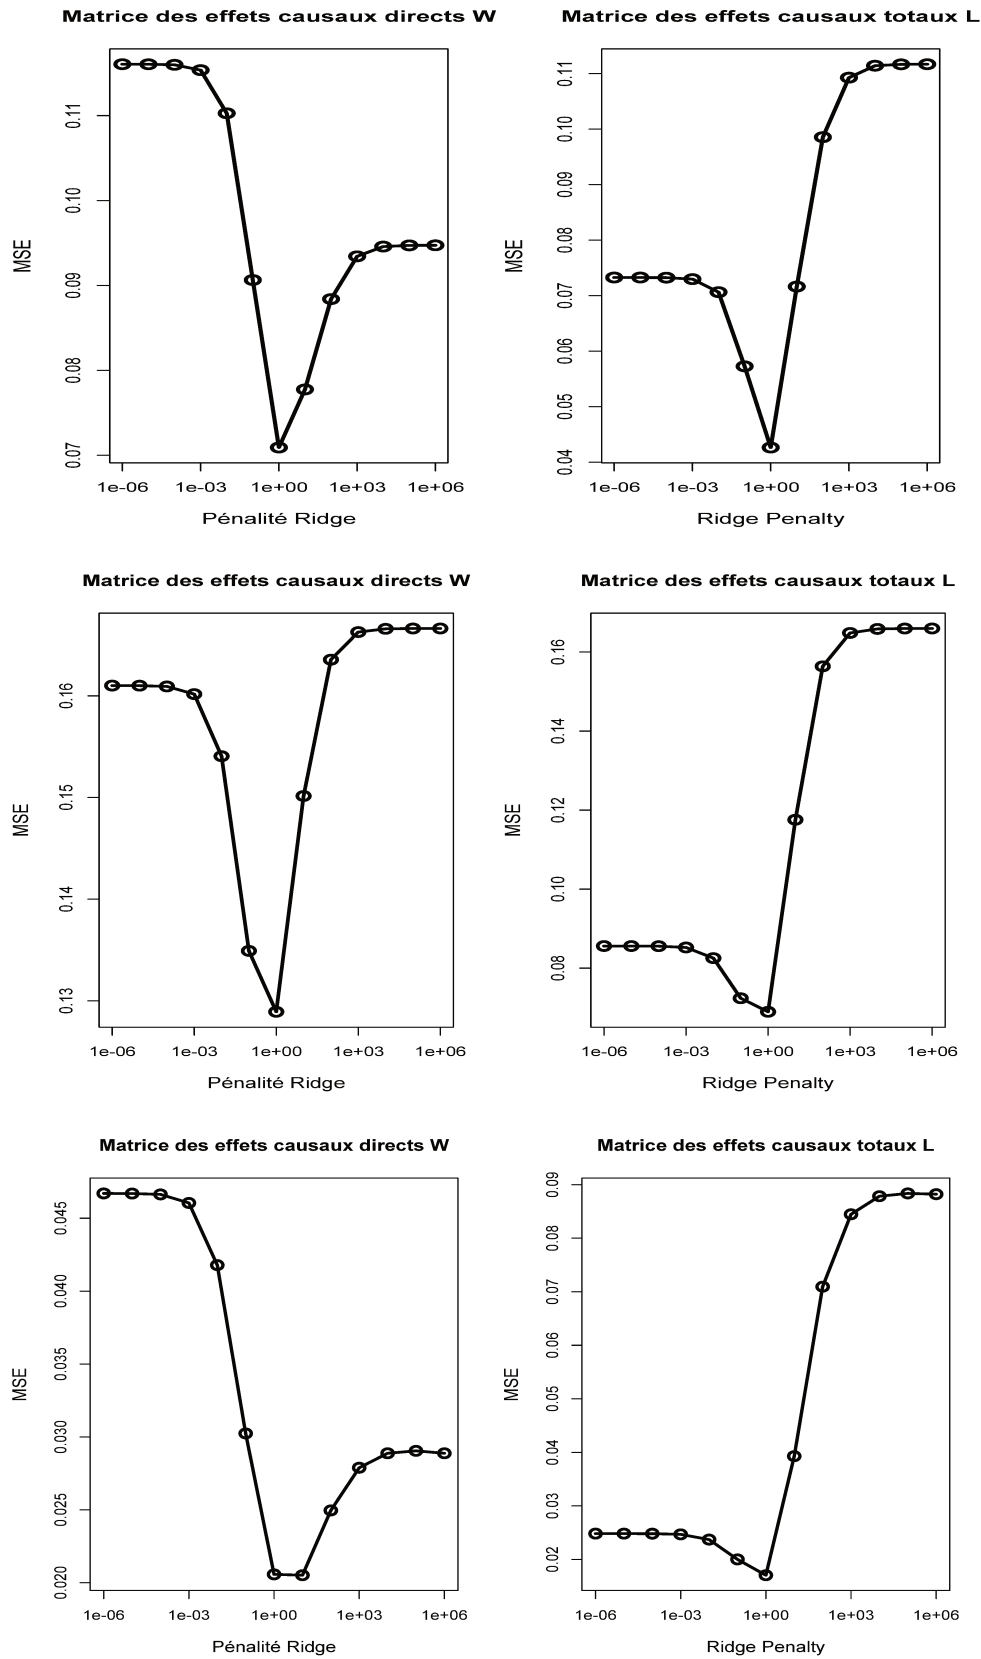 Matrice des effets causaux directs W
MSE
0.11
0.10
0.09
0.08
0.07
1e-06 1e-03 1e+00 1e+03 1e+06
Pénalité Ridge
Matrice des effets causaux totaux L
MSE
0.11
0.10
0.09
0.08
0.07
0.06
0.05
0.04
1e-06 1e-03 1e+00 1e+03 1e+06
Ridge Penalty
Matrice des effets causaux directs W
MSE
0.16
0.15
0.14
0.13
1e-06 1e-03 1e+00 1e+03 1e+06
Pénalité Ridge
Matrice des effets causaux totaux L
MSE
0.16
0.14
0.12
0.10
0.08
1e-06 1e-03 1e+00 1e+03 1e+06
Ridge Penalty
Matrice des effets causaux directs W
MSE
0.045
0.040
0.035
0.030
0.025
0.020
1e-06 1e-03 1e+00 1e+03 1e+06
Pénalité Ridge
Matrice des effets causaux totaux L
MSE
0.09
0.08
0.07
0.06
0.05
0.04
0.03
0.02
1e-06 1e-03 1e+00 1e+03 1e+06
Ridge Penalty